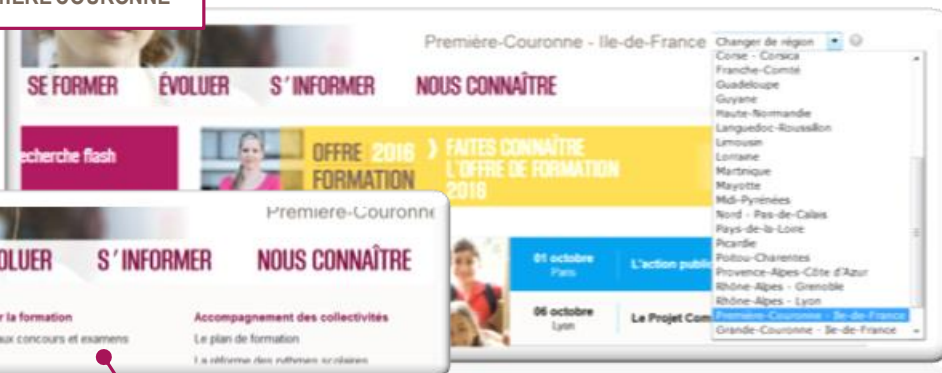 COURONNE
Première-Couronne - Ile-de-France
Changer de région
SE FORMER ÉVOLUER S'INFORMER NOUS CONNAÎTRE
Corse - Corsica
Franche-Comté
Guadeloupe
Guyane
Haute-Normandie
Languedoc-Roussillon
Limousin
Lorraine
Martinique
Mayotte
Midi-Pyrénées
Nord - Pas-de-Calais
Pays-de-la-Loire
Picardie
Poitou-Charentes
Provence-Alpes-Côte d'Azur
Rhône-Alpes - Grenoble
Rhône-Alpes - Lyon
Première-Couronne - Ile-de-France
Grande-Couronne - Ile-de-France
flash
OFFRE 2016 FAITES CONNAÎTRE
FORMATION L'OFFRE DE FORMATION
2016
01 octobre
Paris
L'action
06 octobre
Lyon
Le Projet
S'INFORMER NOUS CONNAÎTRE
la formation
aux concours et examens
Accompagnement des collectivités
Le plan de formation
La réforme des rythmes scolaires